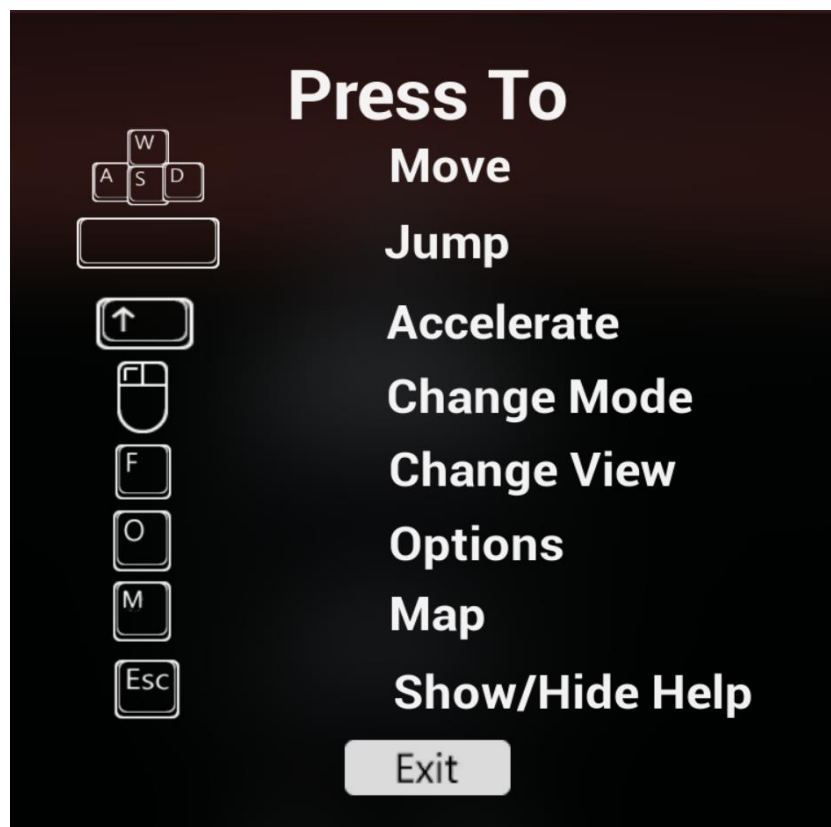 Press To
W
A S D
Move
Jump
↑
Accelerate
Change Mode
F
Change View
O
Options
M
Map
Esc
Show/Hide Help
Exit